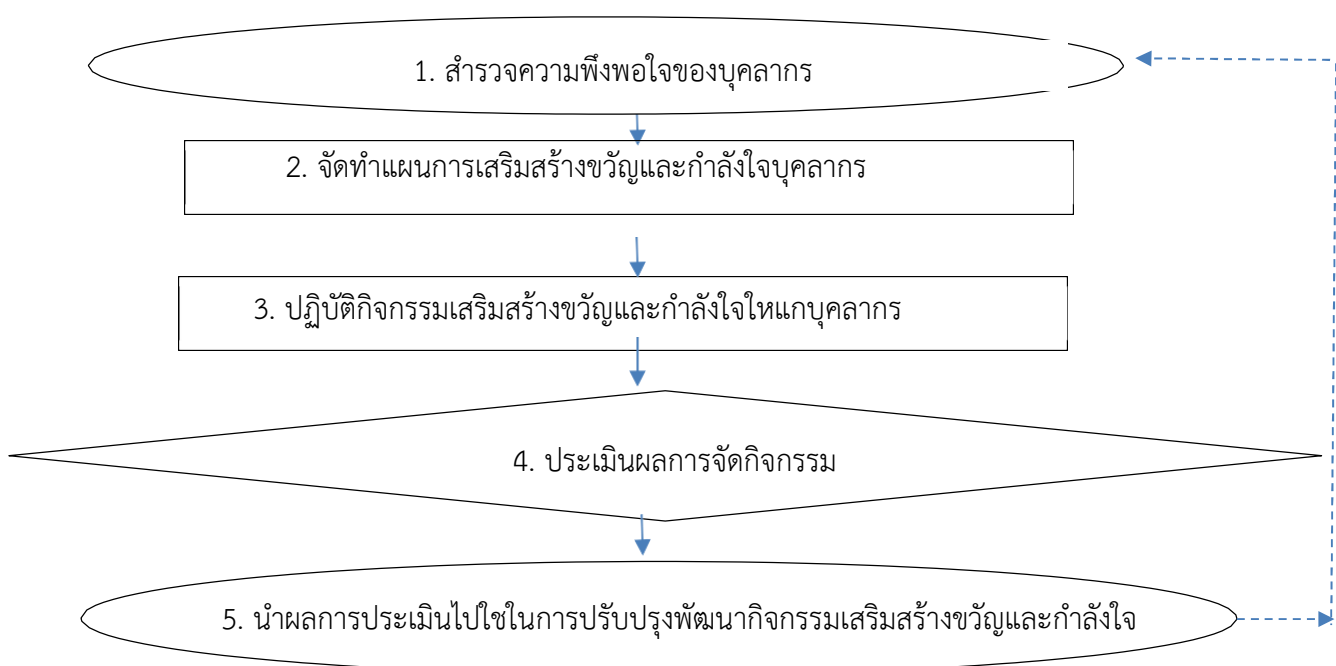 1. สำรวจความพึงพอใจของบุคลากร
2. จัดทำแผนการเสริมสร้างขวัญและกำลังใจบุคลากร
3. ปฏิบัติกิจกรรมเสริมสร้างขวัญและกำลังใจใหแกบุคลากร
4. ประเมินผลการจัดกิจกรรม
5. นำผลการประเมินไปใชในการปรับปรุงพัฒนากิจกรรมเสริมสร้างขวัญและกำลังใจ